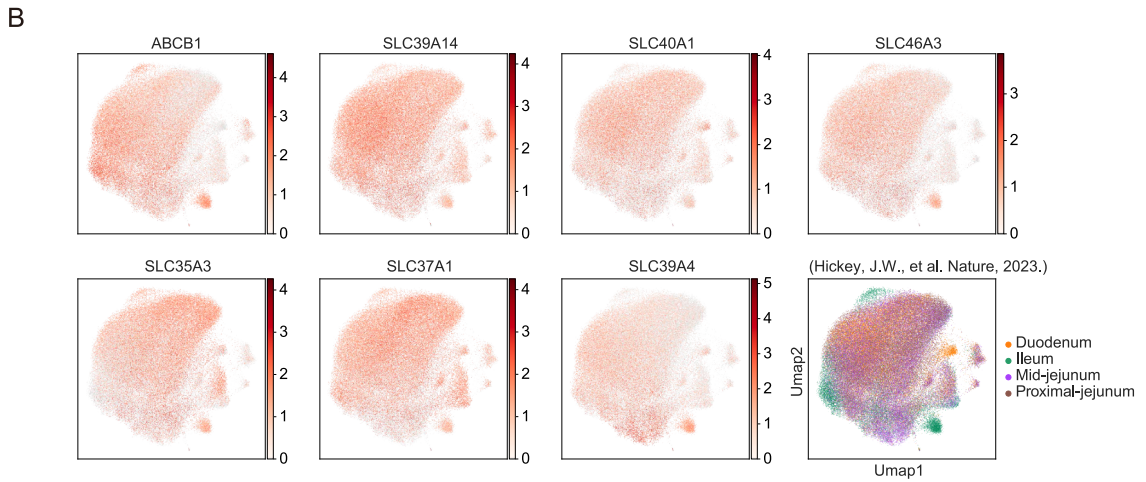 B
ABCB1
SLC39A14
SLC40A1
SLC46A3
4
3
2
1
0
4
3
2
1
0
4
3
2
1
0
3
2
1
0
SLC35A3
SLC37A1
SLC39A4
(Hickey, J.W., et al. Nature, 2023.)
4
3
2
1
0
4
3
2
1
0
5
4
3
2
1
0
Umap2
Umap1
Duodenum
Ileum
Mid-jejunum
Proximal-jejunum